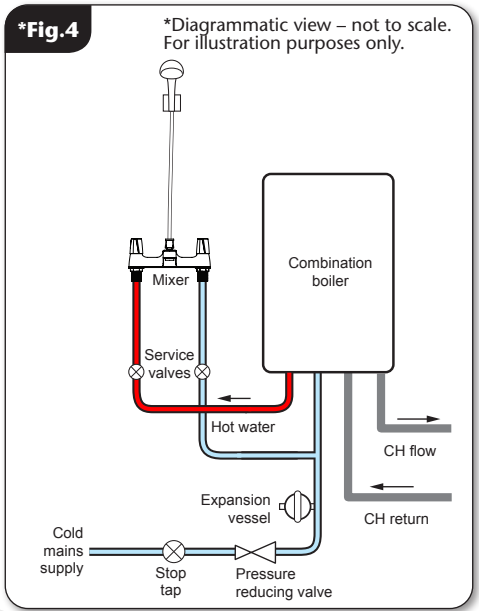 *Fig.4
*Diagrammatic view – not to scale.
For illustration purposes only.
Combination
boiler
Mixer
Service
valves
Hot water
CH flow
Expansion
vessel
CH return
Cold
mains
supply
Stop
tap
Pressure
reducing valve